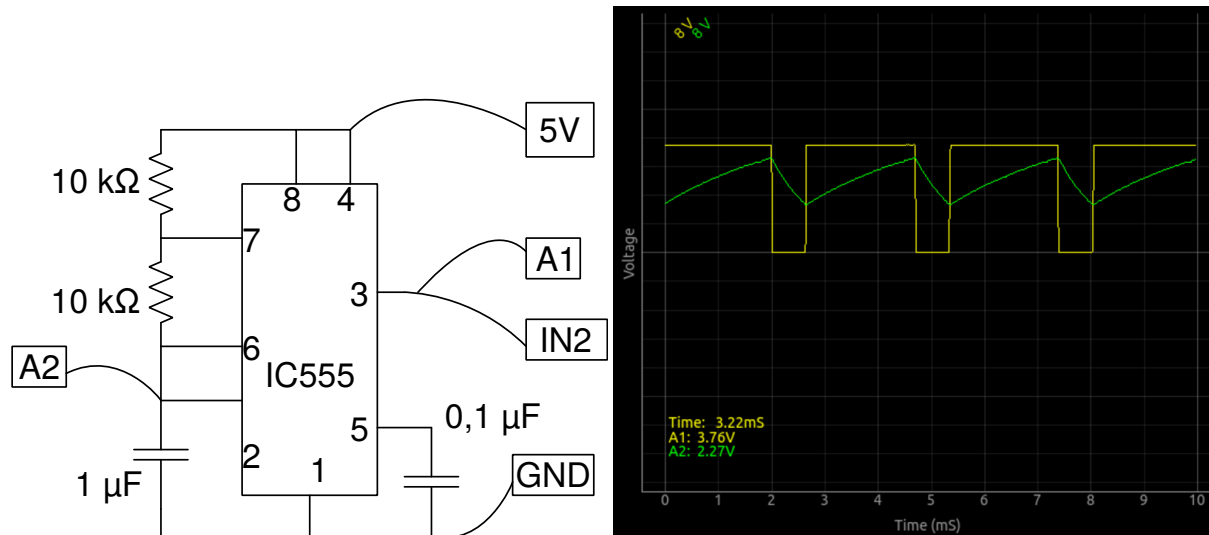 5V
10 kΩ
8
4
7
A1
10 kΩ
3
IN2
6
A2
IC555
0,1 µF
5
2
1
1 µF
GND
8 V
8 V
Voltage
Time: 3.22mS
A1: 3.76V
A2: 2.27V
0 1 2 3 4 5 6 7 8 9 10
Time (mS)